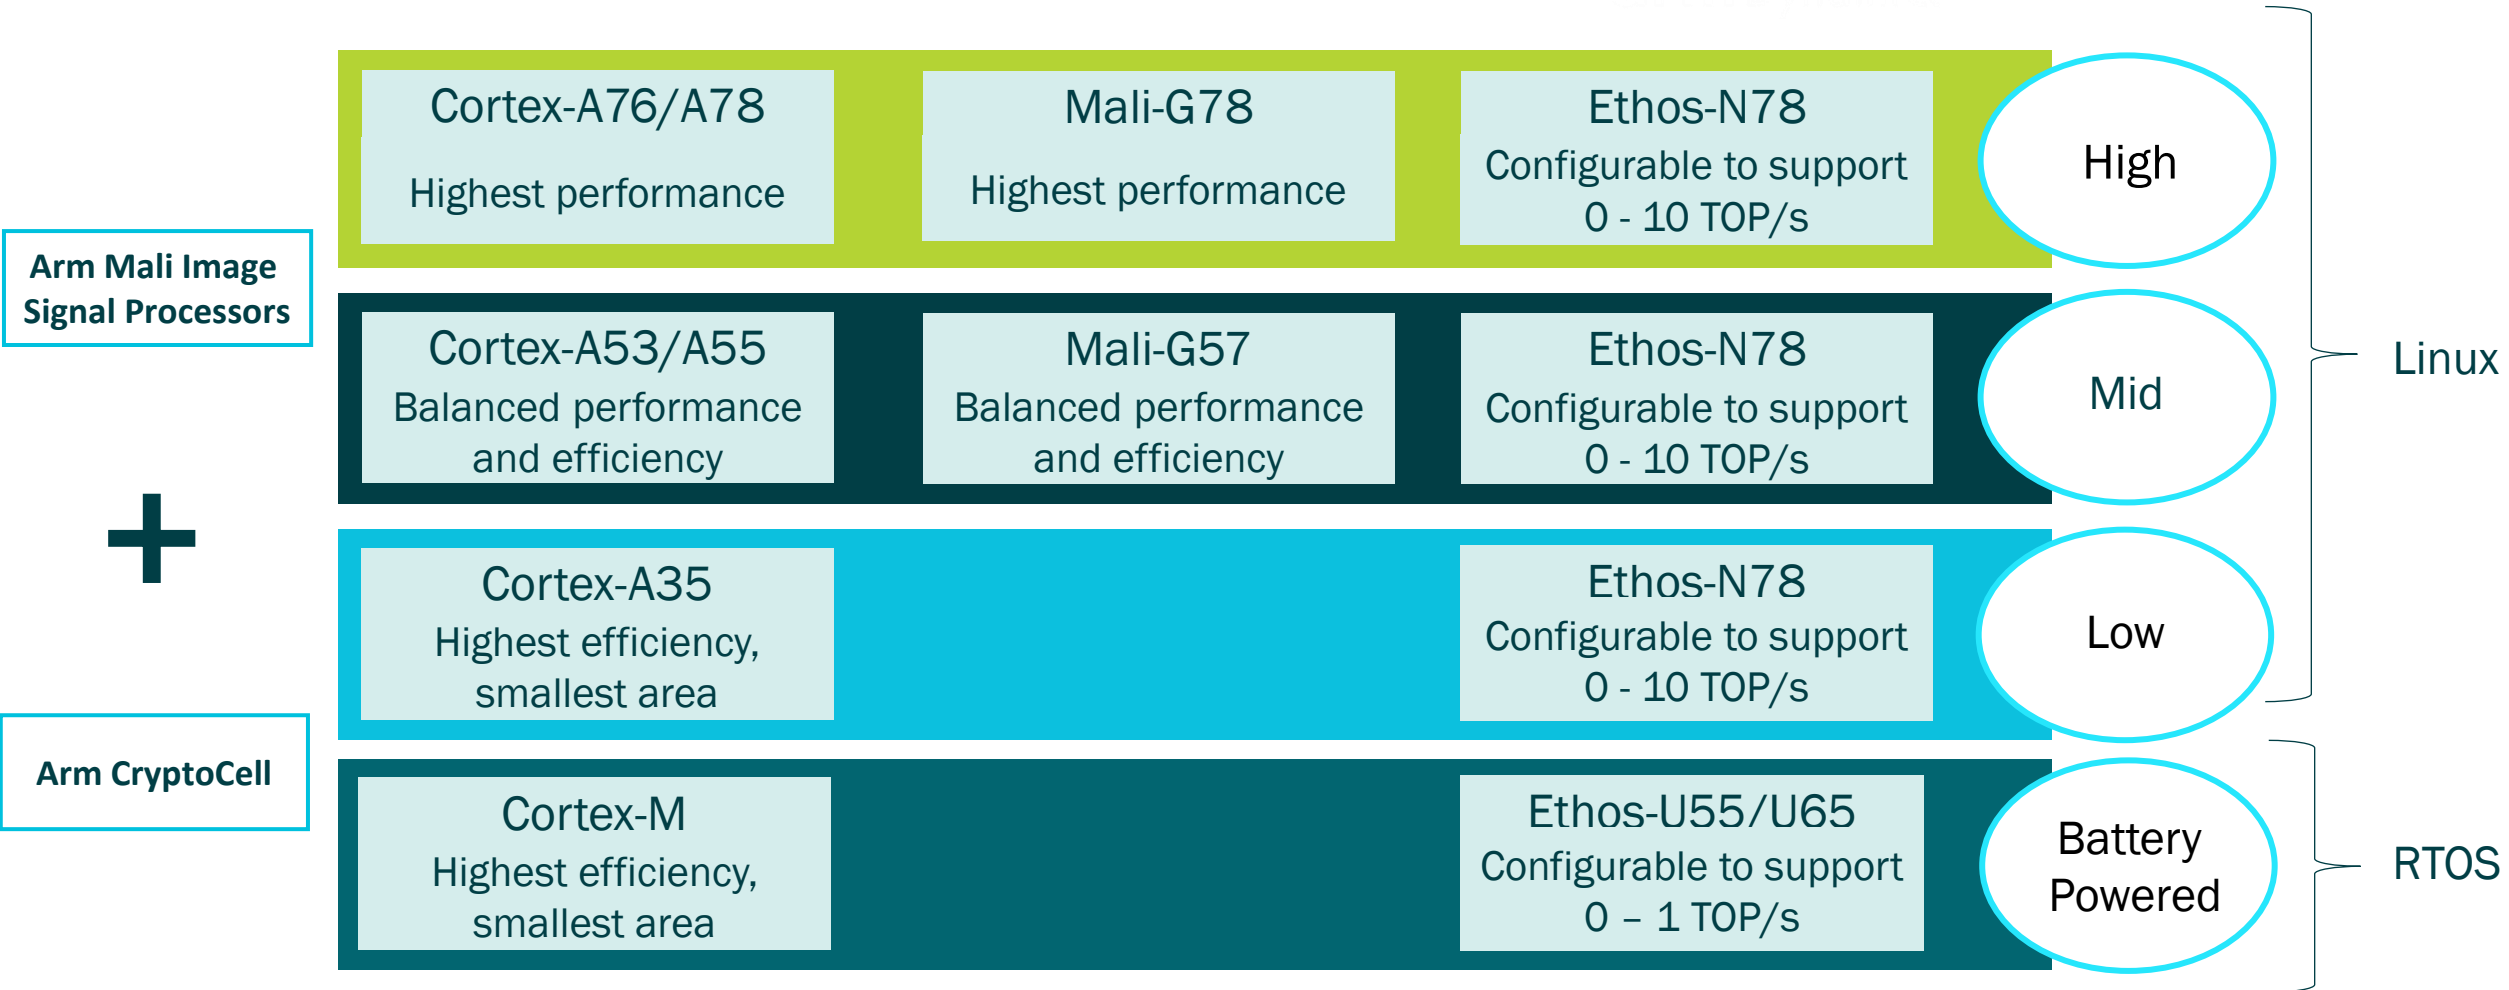 Cortex-A76/A78
Highest performance
Mali-G78
Highest performance
Ethos-N78
Configurable to support
0 - 10 TOP/s
High
Arm Mali Image
Signal Processors
Cortex-A53/A55
Balanced performance
and efficiency
Mali-G57
Balanced performance
and efficiency
Ethos-N78
Configurable to support
0 - 10 TOP/s
Mid
Linux
+
Cortex-A35
Highest efficiency,
smallest area
Ethos-N78
Configurable to support
0 - 10 TOP/s
Low
Arm CryptoCell
Cortex-M
Highest efficiency,
smallest area
Ethos-U55/U65
Configurable to support
0 – 1 TOP/s
Battery
Powered
RTOS